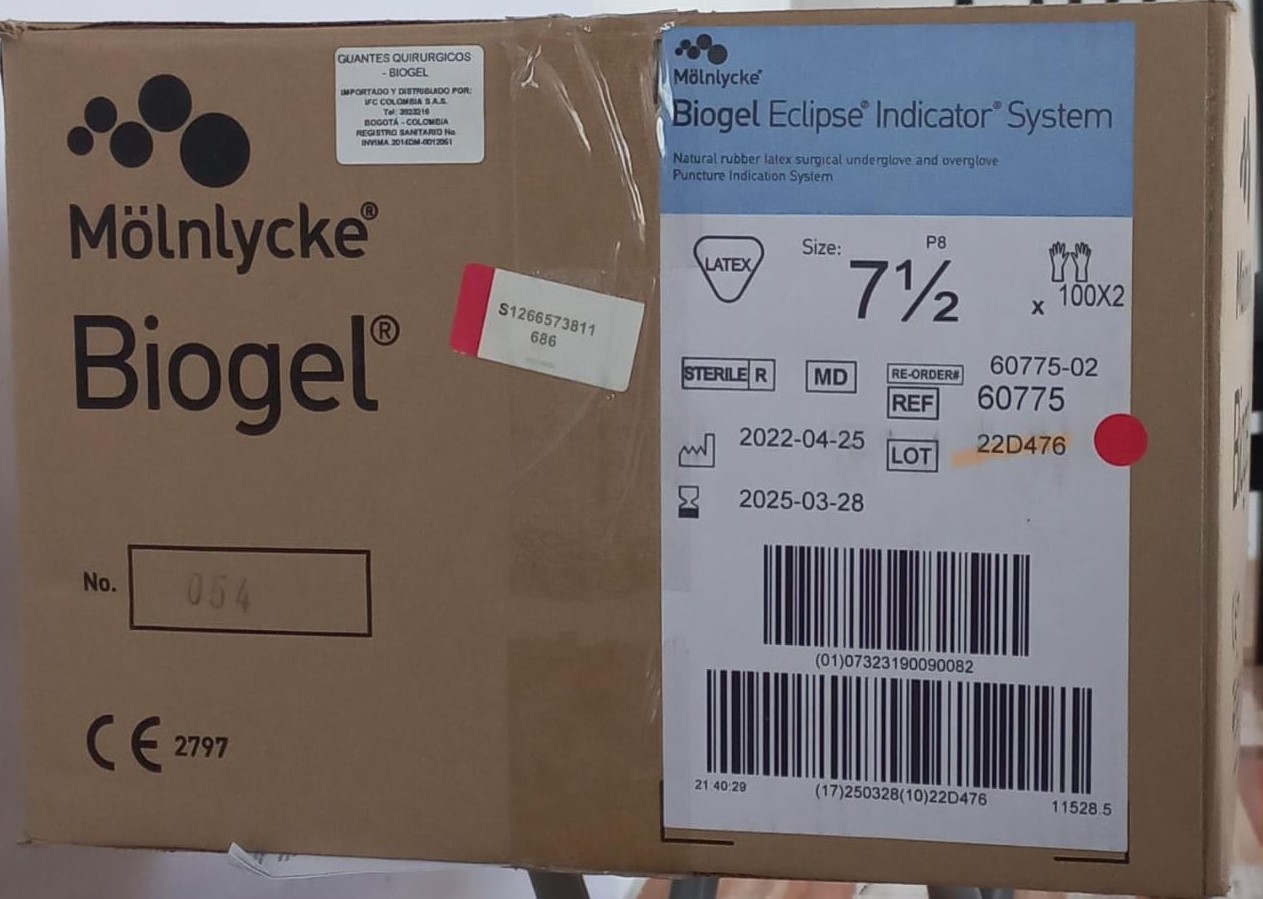 Mölnlycke®
Biogel®
No. 054
CE 2797
GUANTES QUIRURGICOS
- BIOGEL
IMPORTADO Y DISTRIBUIDO POR:
IFC COLOMBIA S.A.S.
BOGOTÁ - COLOMBIA
REGISTRO SANITARIO No.
INVIMA 2014DM-0012061
S1266573811
686
Mölnlycke®
Biogel Eclipse® Indicator® System
Natural rubber latex surgical underglove and overglove
Puncture Indication System
LATEX
Size: P8
7½
x 100X2
STERILE R
MD
RE-ORDER# 60775-02
REF 60775
2022-04-25
LOT 22D476
2025-03-28
(01)07323190090082
21:40:29
(17)250328(10)22D476
11528.5